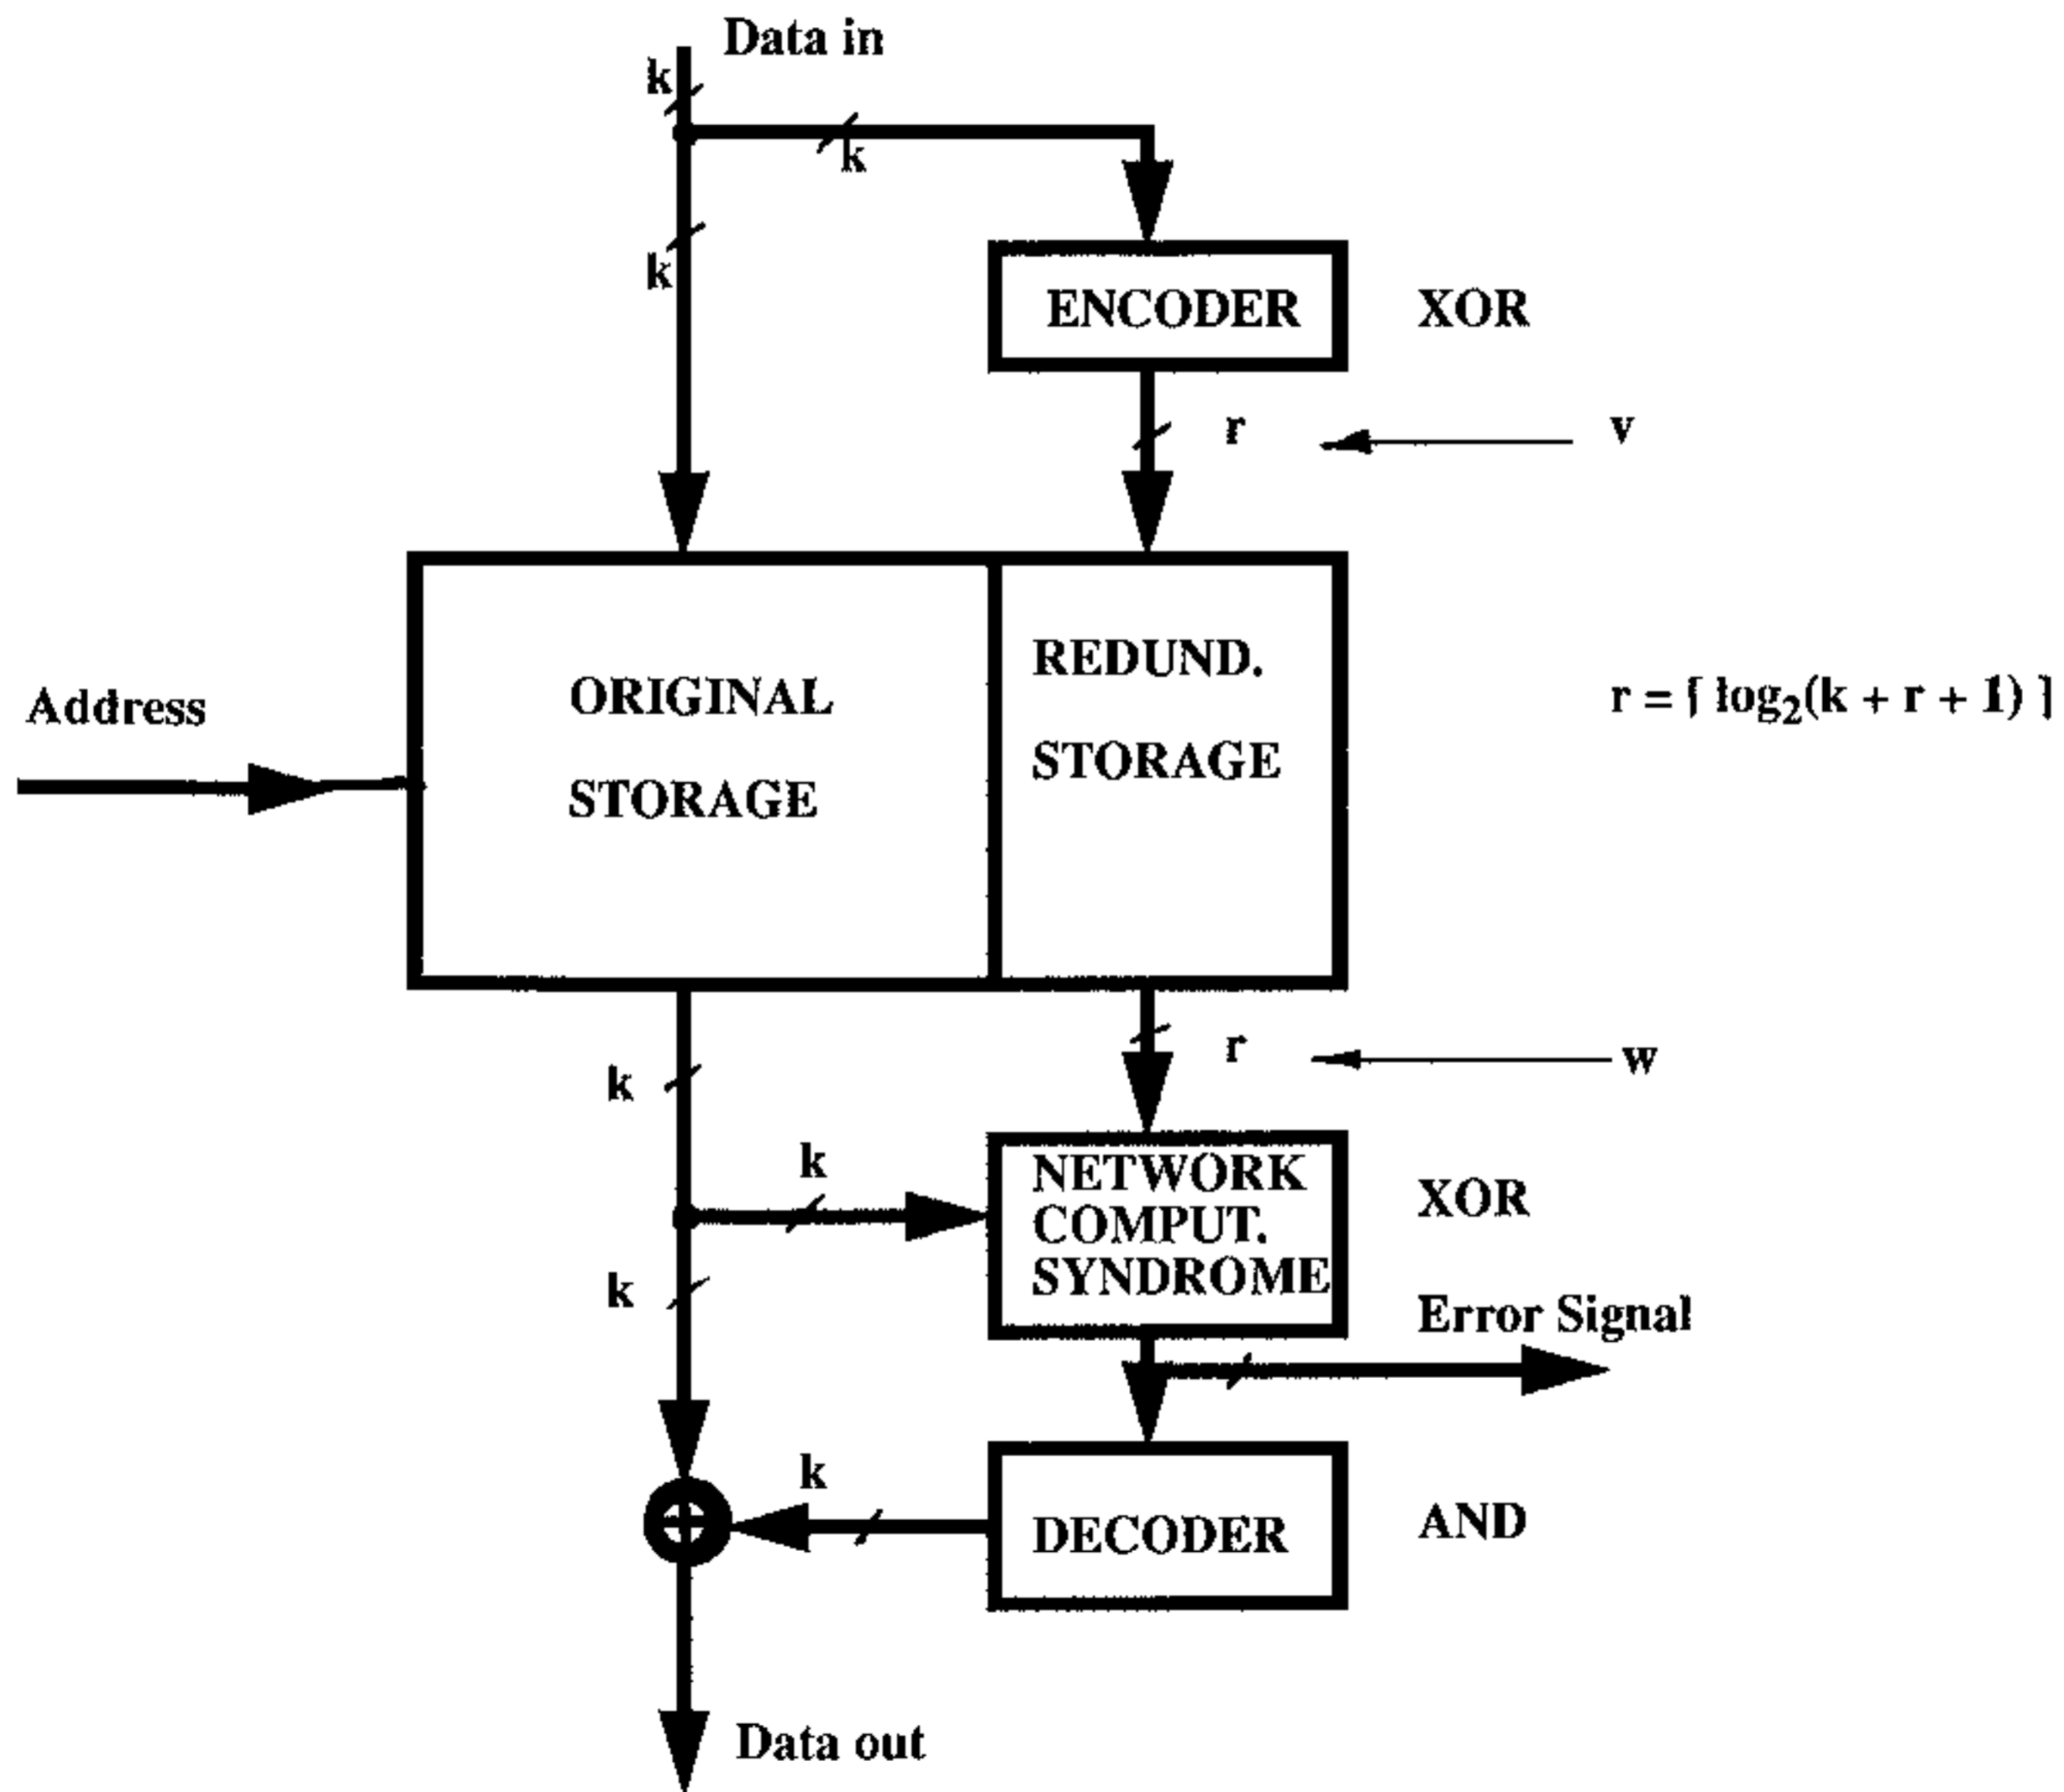 Data in
k
k
k
ENCODER
XOR
r
v
ORIGINAL
STORAGE
REDUND.
STORAGE
Address
r = ⌈ log₂(k + r + 1) ⌉
r
w
k
k
NETWORK
COMPUT.
SYNDROME
XOR
k
Error Signal
k
DECODER
AND
Data out